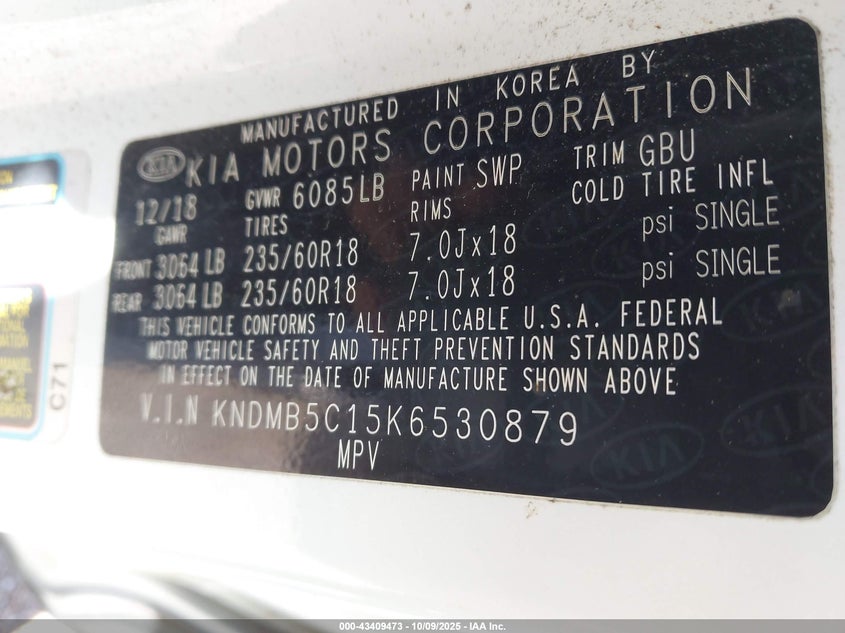 MANUFACTURED IN KOREA BY
KIA KIA MOTORS CORPORATION
12/18 GVWR 6085LB PAINT SWP TRIM GBU
GAWR TIRES RIMS COLD TIRE INFL
FRONT 3064 LB 235/60R18 7.0Jx18 psi SINGLE
REAR 3064 LB 235/60R18 7.0Jx18 psi SINGLE
THIS VEHICLE CONFORMS TO ALL APPLICABLE U.S.A. FEDERAL
MOTOR VEHICLE SAFETY AND THEFT PREVENTION STANDARDS
IN EFFECT ON THE DATE OF MANUFACTURE SHOWN ABOVE
V.I.N KNDMB5C15K6530879
MPV
KIA
C71
000-43409473 - 10/09/2025 - IAA Inc.